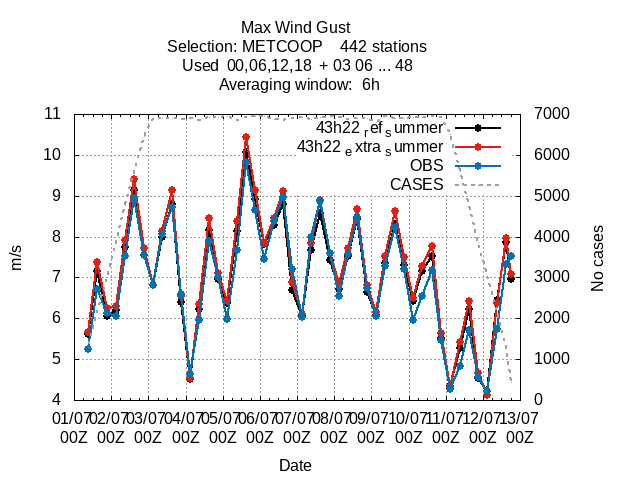 Max Wind Gust
Selection: METCOOP 442 stations
Used 00,06,12,18 + 03 06 ... 48
Averaging window: 6h
11 7000
43h22 refsummer
10 6000
43h22 extrasummer
OBS
CASES
9 5000
8 4000
m/s
No cases
7 3000
6 2000
5 1000
4 0
01/07 02/07 03/07 04/07 05/07 06/07 07/07 08/07 09/07 10/07 11/07 12/07 13/07
00Z 00Z 00Z 00Z 00Z 00Z 00Z 00Z 00Z 00Z 00Z 00Z 00Z
Date